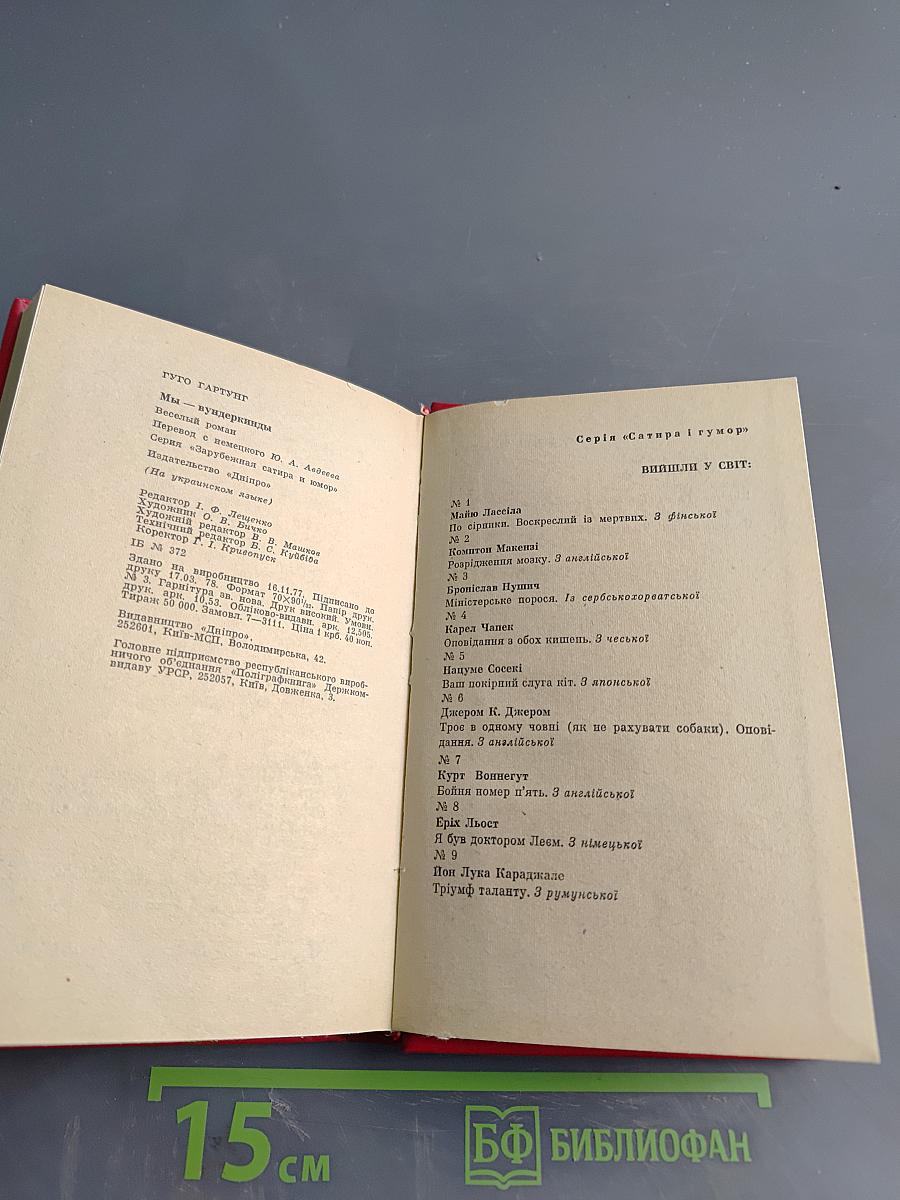 ГУГО ГАРТУНГ
Мы — вундеркинды
Веселый роман
Перевод с немецкого Ю. А. Авдеева
Серия «Зарубежная сатира и юмор»
Издательство «Дніпро»
(На украинском языке)
Редактор І. Ф. Лещенко
Художник О. В. Бичко
Художній редактор В. В. Машков
Технічний редактор Б. С. Куйбіда
Коректор Г. І. Кривопуск
ІБ № 372
Здано на виробництво 16.11.77. Підписано до
друку 17.03. 78. Формат 70×90¹/₃₂. Папір друк.
№ 3. Гарнітура зв. нова. Друк високий. Умовн.
друк. арк. 10,53. Обліково-видавн. арк. 12,505.
Тираж 50 000. Замовл. 7—3111. Ціна 1 крб. 40 коп.
Видавництво «Дніпро».
252601, Київ-МСП, Володимирська, 42.
Головне підприємство республіканського вироб-
ничого об'єднання «Поліграфкнига» Держком-
видаву УРСР, 252057, Київ, Довженка, 3.
Серія «Сатира і гумор»
ВИЙШЛИ У СВІТ:
№ 1
Майю Лассіла
По сірники. Воскреслий із мертвих. З фінської
№ 2
Комптон Макензі
Розрідження мозку. З англійської
№ 3
Броніслав Нушич
Міністерське порося. Із сербськохорватської
№ 4
Карел Чапек
Оповідання з обох кишень. З чеської
№ 5
Нацуме Сосекі
Ваш покірний слуга кіт. З японської
№ 6
Джером К. Джером
Троє в одному човні (як не рахувати собаки). Опові-
дання. З англійської
№ 7
Курт Воннегут
Бойня номер п'ять. З англійської
№ 8
Еріх Льост
Я був доктором Леєм. З німецької
№ 9
Йон Лука Караджале
Тріумф таланту. З румунської
15 см
БФ БИБЛИОФАН